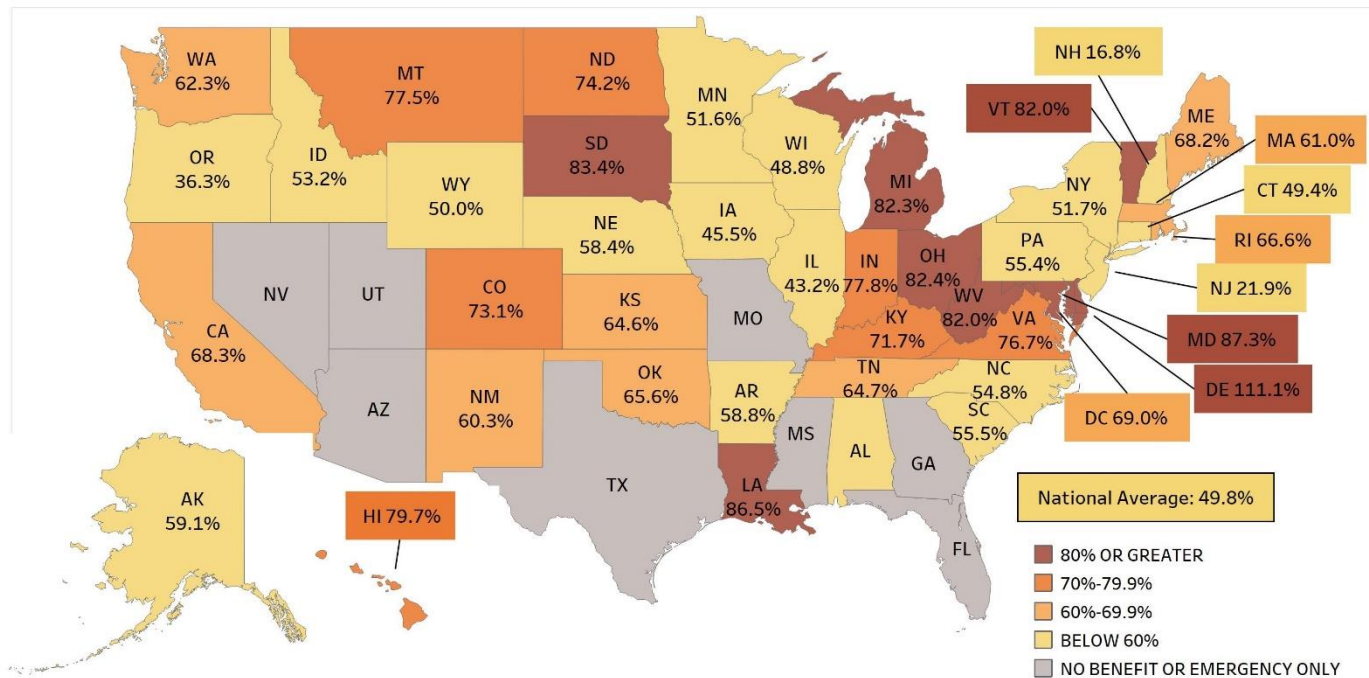 WA
62.3%
MT
77.5%
ND
74.2%
MN
51.6%
NH 16.8%
VT 82.0%
ME
68.2%
MA 61.0%
OR
36.3%
ID
53.2%
SD
83.4%
WI
48.8%
MI
82.3%
NY
51.7%
CT 49.4%
WY
50.0%
NE
58.4%
IA
45.5%
PA
55.4%
RI 66.6%
NJ 21.9%
NV
UT
CO
73.1%
KS
64.6%
MO
IL
43.2%
IN
77.8%
OH
82.4%
WV
82.0%
KY
71.7%
VA
76.7%
MD 87.3%
DE 111.1%
DC 69.0%
CA
68.3%
AZ
NM
60.3%
OK
65.6%
AR
58.8%
TN
64.7%
NC
54.8%
SC
55.5%
MS
AL
GA
TX
LA
86.5%
FL
AK
59.1%
HI 79.7%
National Average: 49.8%
80% OR GREATER
70%-79.9%
60%-69.9%
BELOW 60%
NO BENEFIT OR EMERGENCY ONLY